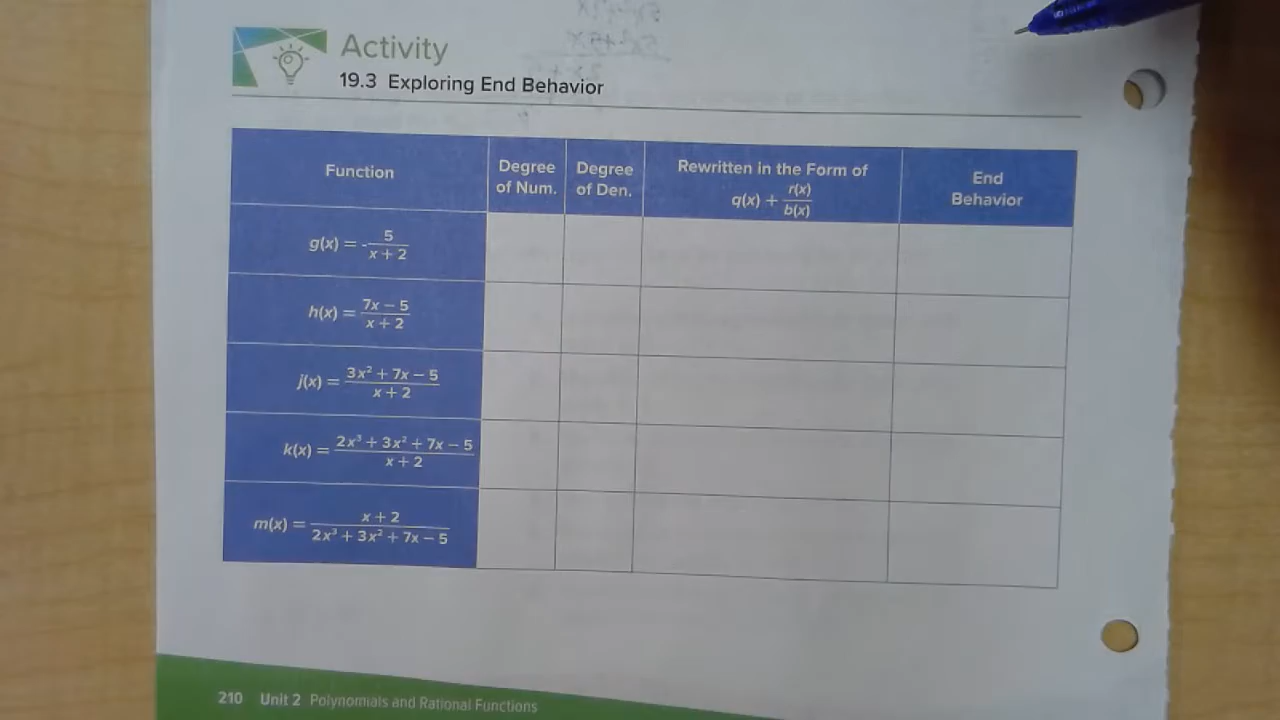 Activity
19.3 Exploring End Behavior
Function
Degree of Num.
Degree of Den.
Rewritten in the Form of q(x) + r(x)/b(x)
End Behavior
g(x) = -5/(x + 2)
h(x) = (7x − 5)/(x + 2)
j(x) = (3x² + 7x − 5)/(x + 2)
k(x) = (2x³ + 3x² + 7x − 5)/(x + 2)
m(x) = (x + 2)/(2x³ + 3x² + 7x − 5)
210 Unit 2 Polynomials and Rational Functions